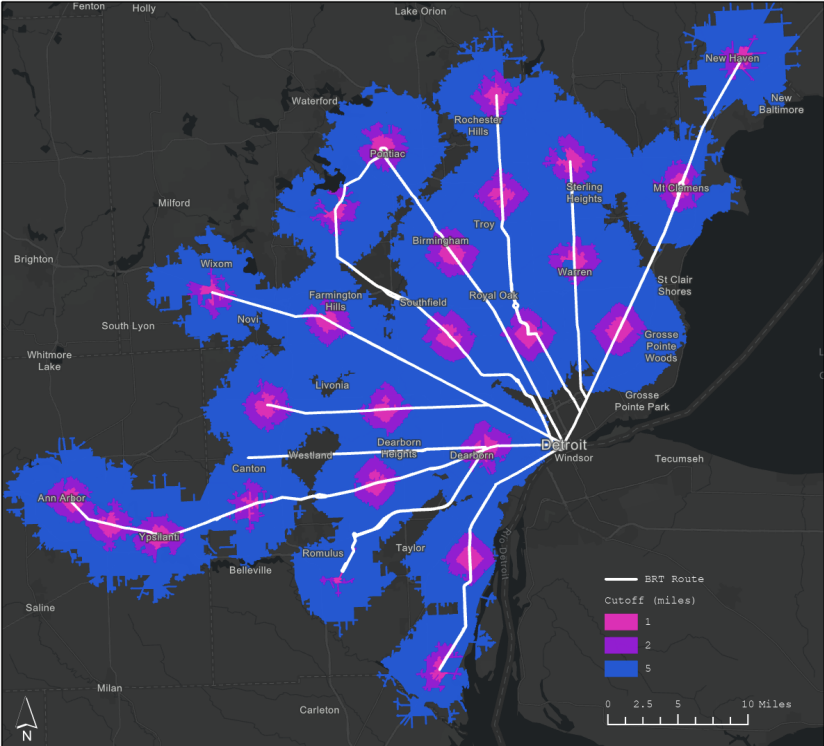 Fenton
Holly
Lake Orion
New Haven
New
Baltimore
Waterford
Rochester
Hills
Pontiac
Sterling
Heights
Mt Clemens
Milford
Troy
Birmingham
Brighton
Wixom
Warren
St Clair
Shores
Farmington
Hills
Southfield
Royal Oak
Novi
South Lyon
Grosse
Pointe
Woods
Whitmore
Lake
Livonia
Grosse
Pointe Park
Dearborn
Heights
Detroit
Westland
Dearborn
Windsor
Tecumseh
Canton
Ann Arbor
Ypsilanti
Rio Detroit
Romulus
Taylor
Belleville
Saline
Milan
Carleton
BRT Route
Cutoff (miles)
1
2
5
0 2.5 5 10 Miles
N